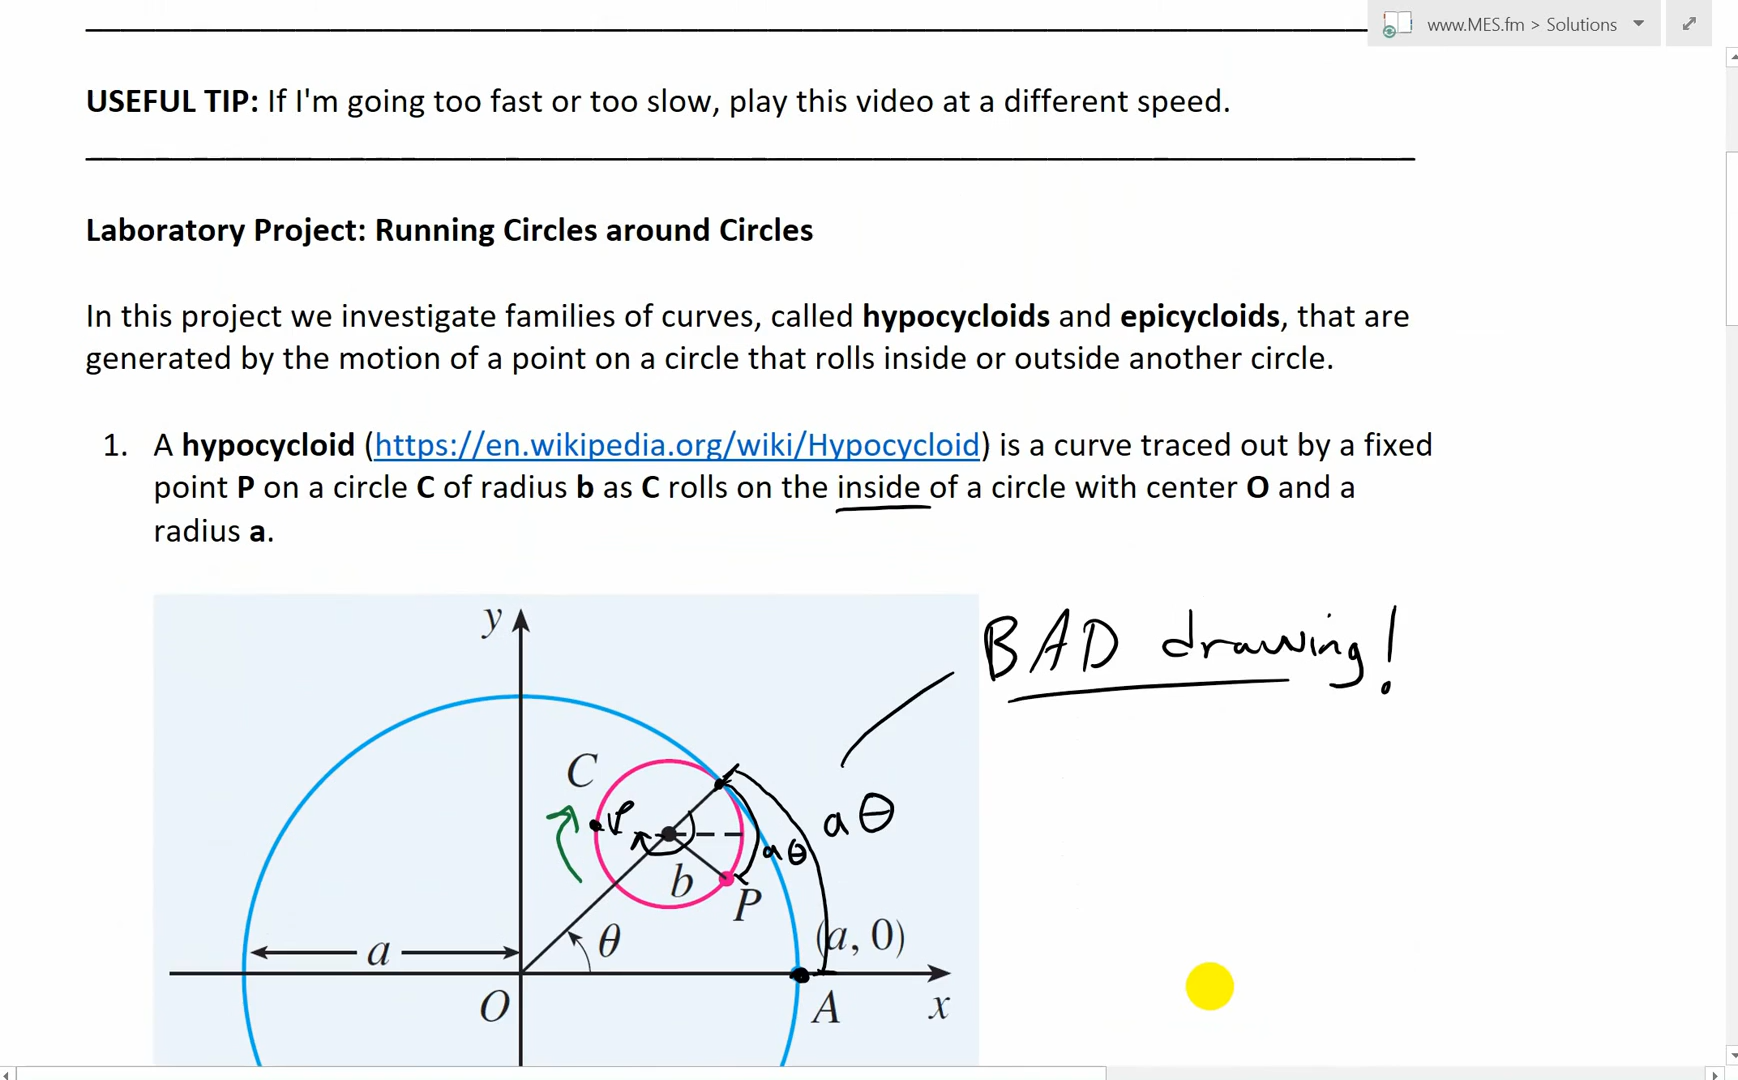 www.MES.fm > Solutions
USEFUL TIP: If I'm going too fast or too slow, play this video at a different speed.
Laboratory Project: Running Circles around Circles
In this project we investigate families of curves, called hypocycloids and epicycloids, that are
generated by the motion of a point on a circle that rolls inside or outside another circle.
1. A hypocycloid (https://en.wikipedia.org/wiki/Hypocycloid) is a curve traced out by a fixed
point P on a circle C of radius b as C rolls on the inside of a circle with center O and a
radius a.
BAD drawing!
y
C
P
aθ
aθ
b
P
θ
(a, 0)
a
O
A
x